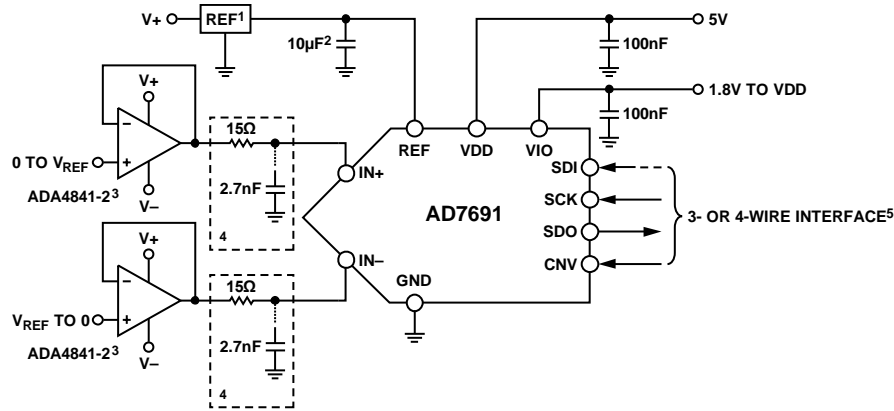 V+
REF1
10µF2
100nF
5V
100nF
1.8V TO VDD
V+
–
+
0 TO VREF
ADA4841-23
V–
15Ω
2.7nF
4
REF
VDD
VIO
IN+
IN–
AD7691
GND
SDI
SCK
SDO
CNV
3- OR 4-WIRE INTERFACE5
V+
–
+
VREF TO 0
ADA4841-23
V–
15Ω
2.7nF
4